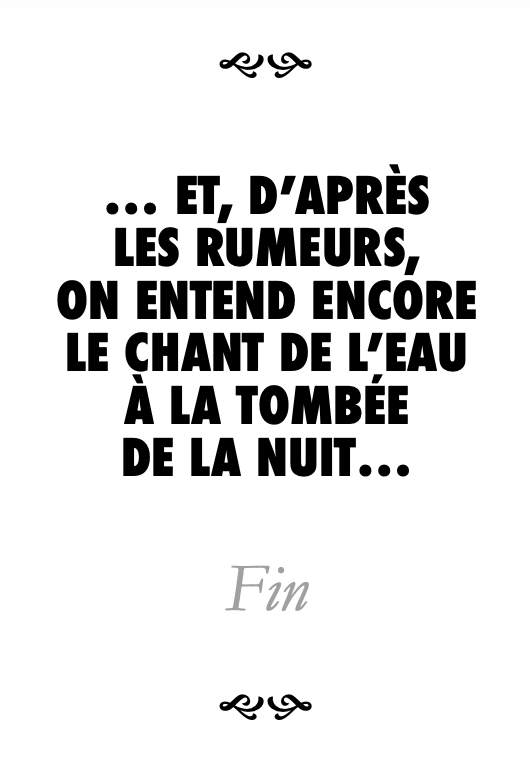 ... ET, D’APRÈS
LES RUMEURS,
ON ENTEND ENCORE
LE CHANT DE L’EAU
À LA TOMBÉE
DE LA NUIT...
Fin